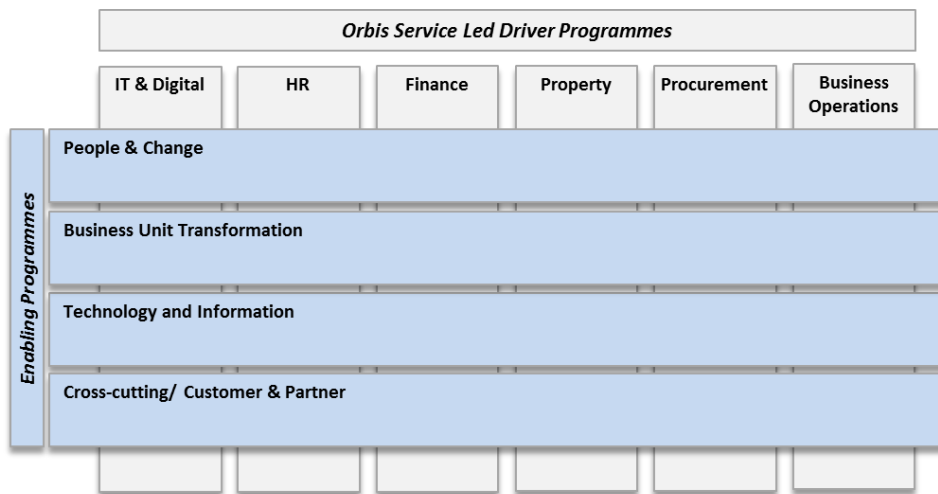 Orbis Service Led Driver Programmes
IT & Digital
HR
Finance
Property
Procurement
Business
Operations
Enabling Programmes
People & Change
Business Unit Transformation
Technology and Information
Cross-cutting/ Customer & Partner